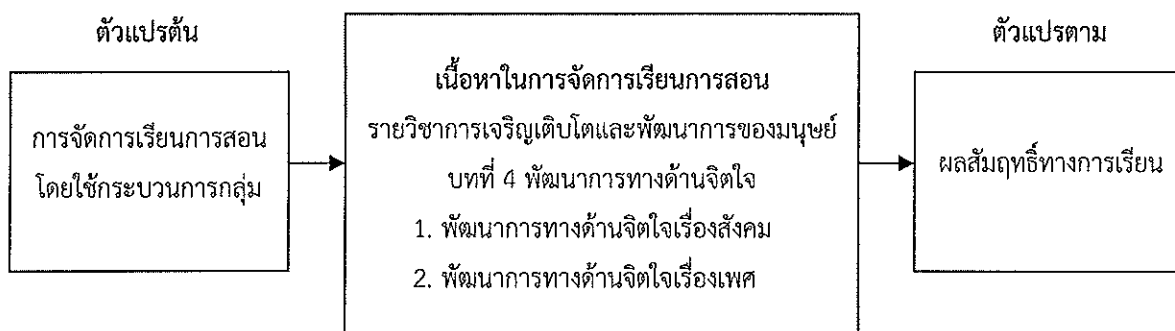 ตัวแปรต้น
การจัดการเรียนการสอน
โดยใช้กระบวนการกลุ่ม
เนื้อหาในการจัดการเรียนการสอน
รายวิชาการเจริญเติบโตและพัฒนาการของมนุษย์
บทที่ 4 พัฒนาการทางด้านจิตใจ
1. พัฒนาการทางด้านจิตใจเรื่องสังคม
2. พัฒนาการทางด้านจิตใจเรื่องเพศ
ตัวแปรตาม
ผลสัมฤทธิ์ทางการเรียน